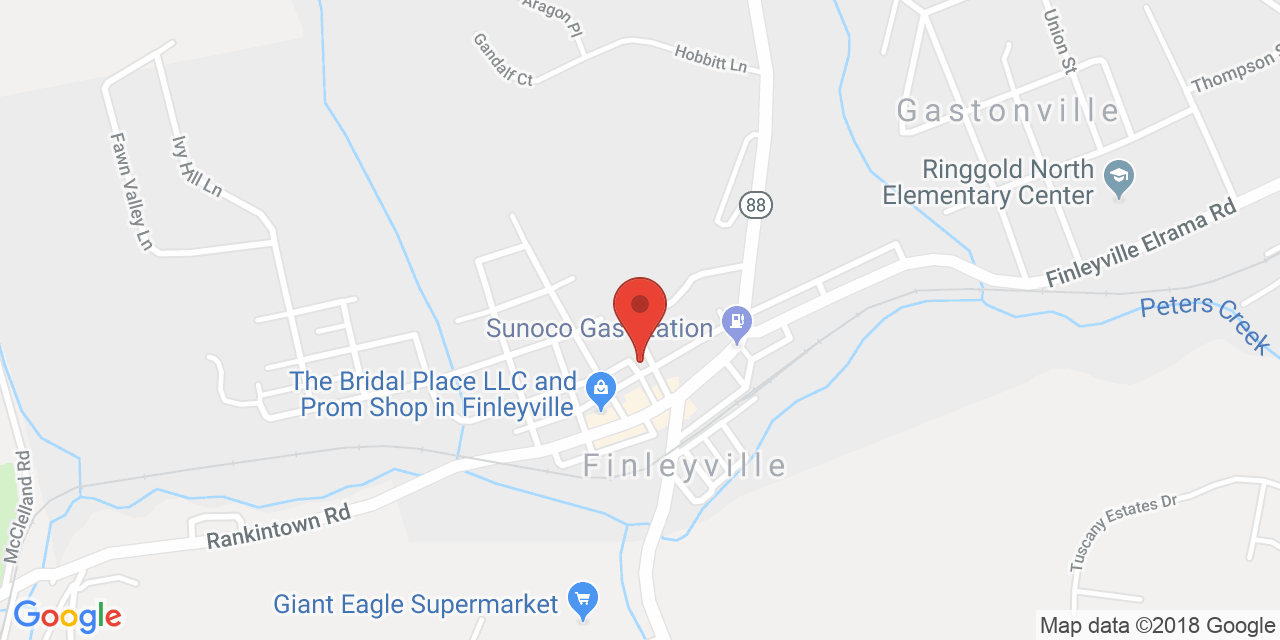 Aragon Pl
Gandalf Ct
Hobbitt Ln
Union St
Thompson S
Gastonville
Fawn Valley Ln
Ivy Hill Ln
Ringgold North
Elementary Center
88
Finleyville Elrama Rd
Peters Creek
Sunoco Gas Station
The Bridal Place LLC and
Prom Shop in Finleyville
Finleyville
McClelland Rd
Rankintown Rd
Tuscany Estates Dr
Giant Eagle Supermarket
Google
Map data ©2018 Google